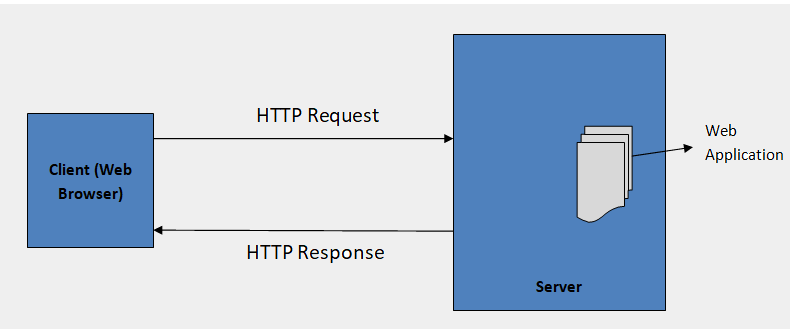 HTTP Request
Client (Web
Browser)
HTTP Response
Web
Application
Server